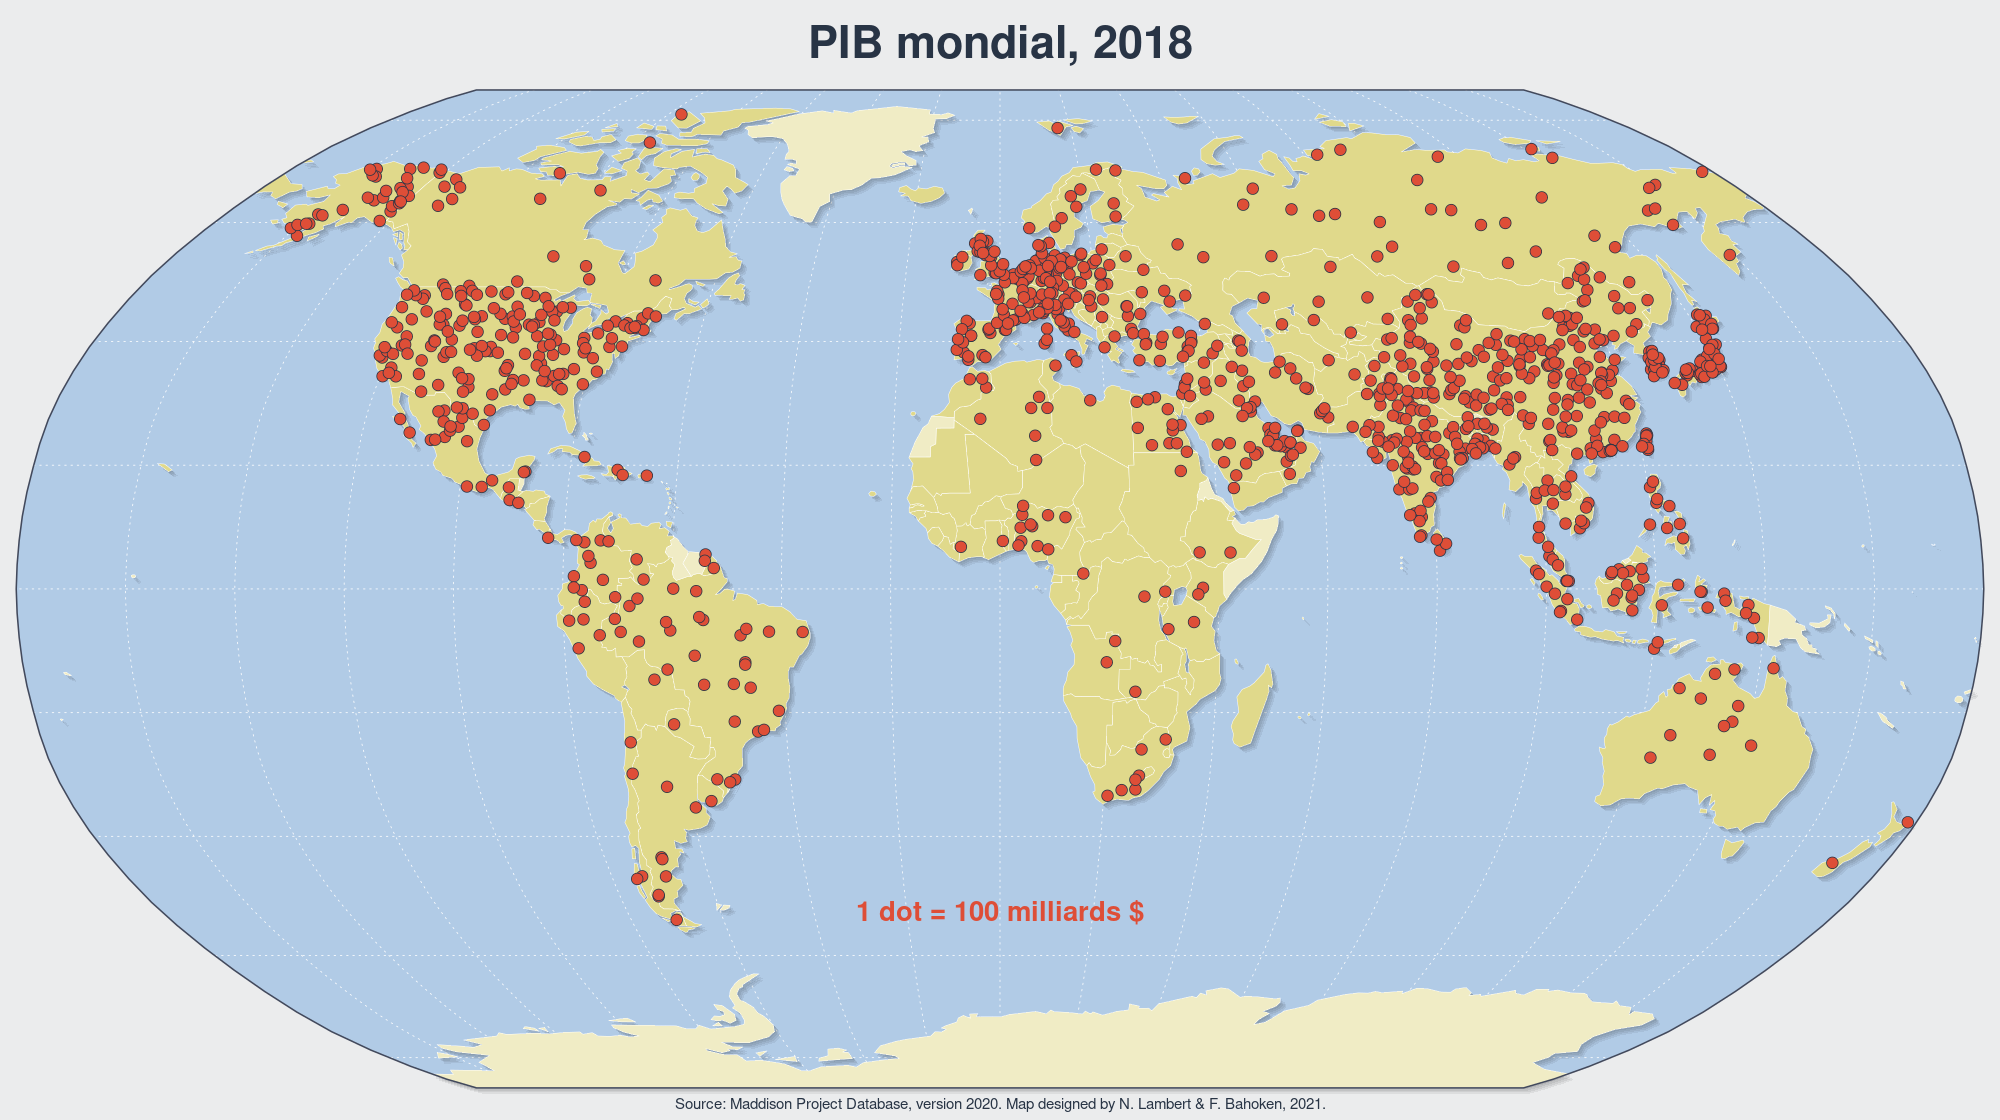 PIB mondial, 2018
1 dot = 100 milliards $
Source: Maddison Project Database, version 2020. Map designed by N. Lambert & F. Bahoken, 2021.